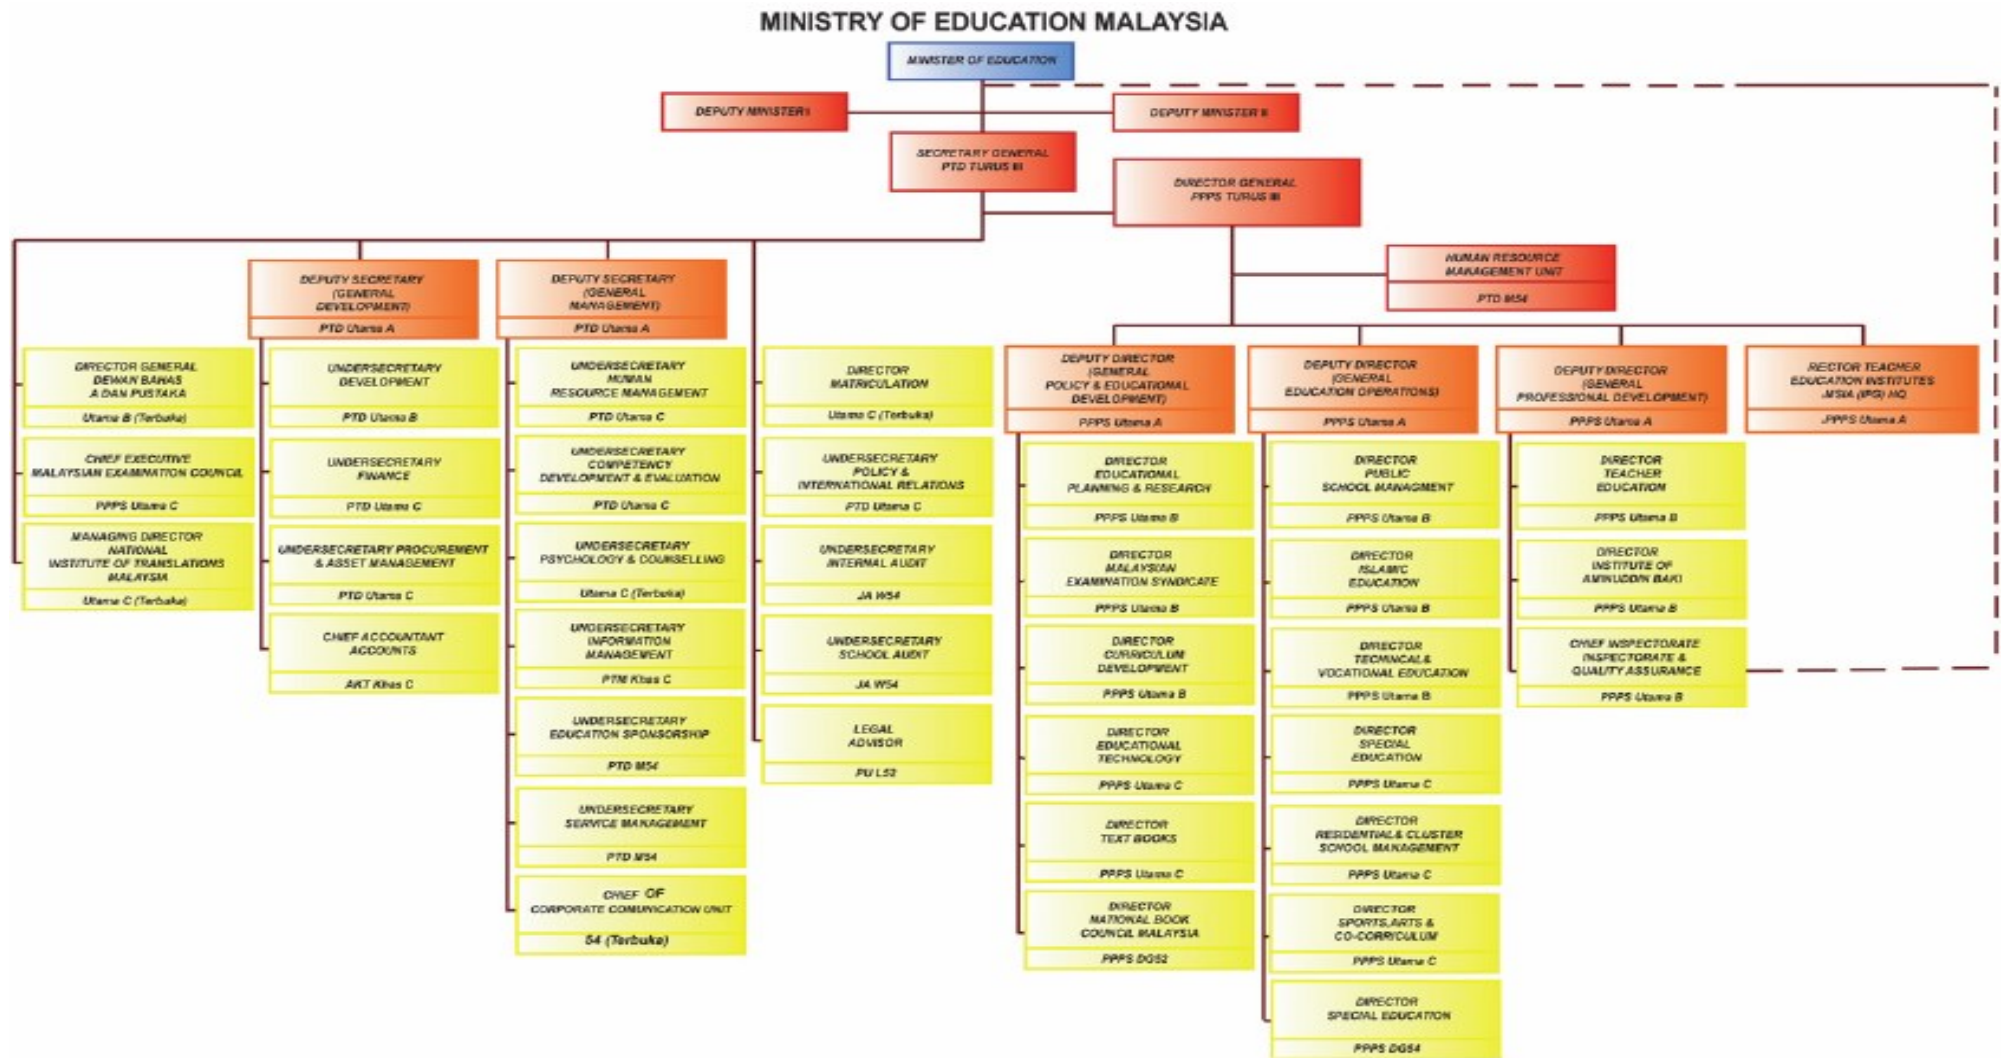 MINISTRY OF EDUCATION MALAYSIA
MINISTER OF EDUCATION
DEPUTY MINISTER I
DEPUTY MINISTER II
SECRETARY GENERAL
PTD TURUS III
DIRECTOR GENERAL
PPPS TURUS III
HUMAN RESOURCE
MANAGEMENT UNIT
PTD M54
DEPUTY SECRETARY
(GENERAL
DEVELOPMENT)
PTD Utama A
DEPUTY SECRETARY
(GENERAL
MANAGEMENT)
PTD Utama A
DIRECTOR GENERAL
DEWAN BAHAS
A DAN PUSTAKA
Utama B (Terbuka)
CHIEF EXECUTIVE
MALAYSIAN EXAMINATION COUNCIL
PPPS Utama C
MANAGING DIRECTOR
NATIONAL
INSTITUTE OF TRANSLATIONS
MALAYSIA
Utama C (Terbuka)
UNDERSECRETARY
DEVELOPMENT
PTD Utama B
UNDERSECRETARY
FINANCE
PTD Utama C
UNDERSECRETARY PROCUREMENT
& ASSET MANAGEMENT
PTD Utama C
CHIEF ACCOUNTANT
ACCOUNTS
AKT Khas C
UNDERSECRETARY
HUMAN
RESOURCE MANAGEMENT
PTD Utama C
UNDERSECRETARY
COMPETENCY
DEVELOPMENT & EVALUATION
PTD Utama C
UNDERSECRETARY
PSYCHOLOGY & COUNSELLING
Utama C (Terbuka)
UNDERSECRETARY
INFORMATION
MANAGEMENT
PTM Khas C
UNDERSECRETARY
EDUCATION SPONSORSHIP
PTD M54
UNDERSECRETARY
SERVICE MANAGEMENT
PTD M54
CHIEF OF
CORPORATE COMUNICATION UNIT
54 (Terbuka)
DIRECTOR
MATRICULATION
Utama C (Terbuka)
UNDERSECRETARY
POLICY &
INTERNATIONAL RELATIONS
PTD Utama C
UNDERSECRETARY
INTERNAL AUDIT
JA W54
UNDERSECRETARY
SCHOOL AUDIT
JA W54
LEGAL
ADVISOR
PU L53
DEPUTY DIRECTOR
(GENERAL
POLICY & EDUCATIONAL
DEVELOPMENT)
PPPS Utama A
DIRECTOR
EDUCATIONAL
PLANNING & RESEARCH
PPPS Utama B
DIRECTOR
MALAYSIAN
EXAMINATION SYNDICATE
PPPS Utama B
DIRECTOR
CURRICULUM
DEVELOPMENT
PPPS Utama B
DIRECTOR
EDUCATIONAL
TECHNOLOGY
PPPS Utama C
DIRECTOR
TEXT BOOKS
PPPS Utama C
DIRECTOR
NATIONAL BOOK
COUNCIL MALAYSIA
PPPS DG52
DEPUTY DIRECTOR
(GENERAL
EDUCATION OPERATIONS)
PPPS Utama A
DIRECTOR
PUBLIC
SCHOOL MANAGMENT
PPPS Utama B
DIRECTOR
ISLAMIC
EDUCATION
PPPS Utama B
DIRECTOR
TECHINCAL&
VOCATIONAL EDUCATION
PPPS Utama B
DIRECTOR
SPECIAL
EDUCATION
PPPS Utama C
DIRECTOR
RESIDENTIAL& CLUSTER
SCHOOL MANAGEMENT
PPPS Utama C
DIRECTOR
SPORTS,ARTS &
CO-CORRICULUM
PPPS Utama C
DIRECTOR
SPECIAL EDUCATION
PPPS DG54
DEPUTY DIRECTOR
(GENERAL
PROFESSIONAL DEVELOPMENT)
PPPS Utama A
DIRECTOR
TEACHER
EDUCATION
PPPS Utama B
DIRECTOR
INSTITUTE OF
AMINUDDIN BAKI
PPPS Utama B
CHIEF INSPECTORATE
INSPECTORATE &
QUALITY ASSURANCE
PPPS Utama B
RECTOR TEACHER
EDUCATION INSTITUTES
.MSIA (IPG) HQ
.PPPS Utama A